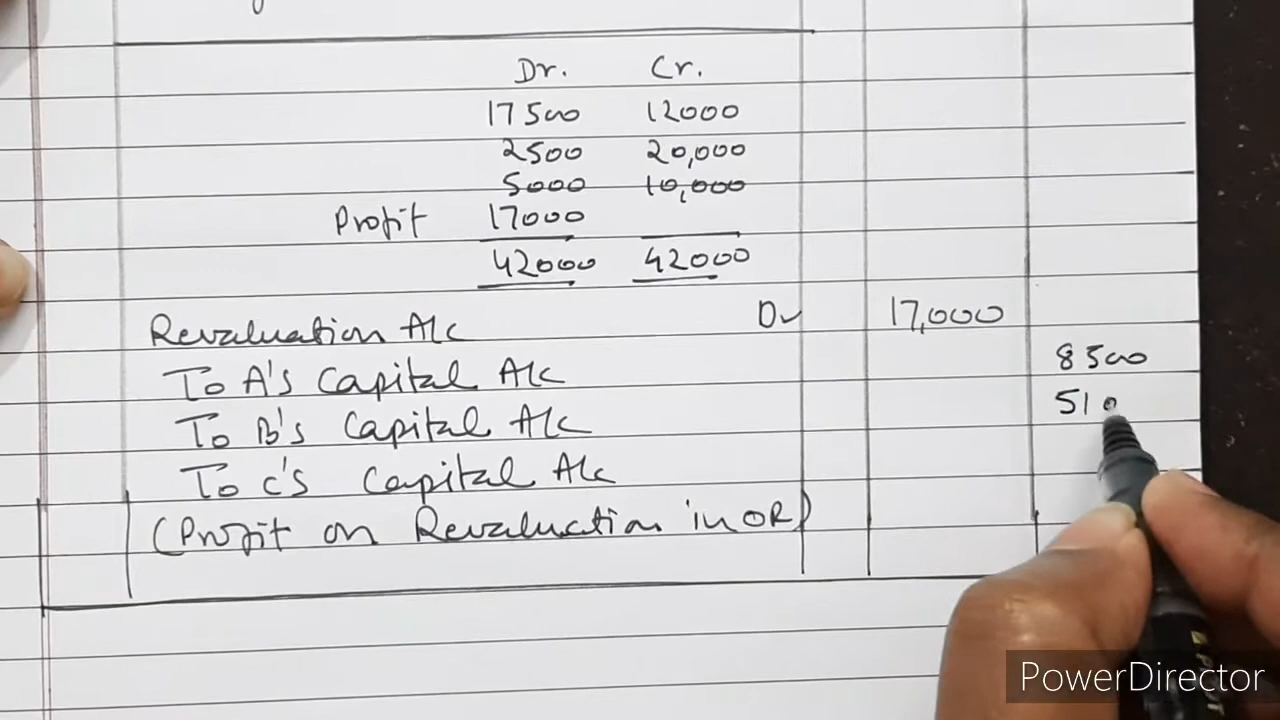 Dr. Cr.
17500 12000
2500 20,000
5000 10,000
Profit 17000
42000 42000
Revaluation A/c Dr 17,000
To A's Capital A/c 8500
To B's Capital A/c 510
To C's Capital A/c
(Profit on Revaluation in OR)
PowerDirector